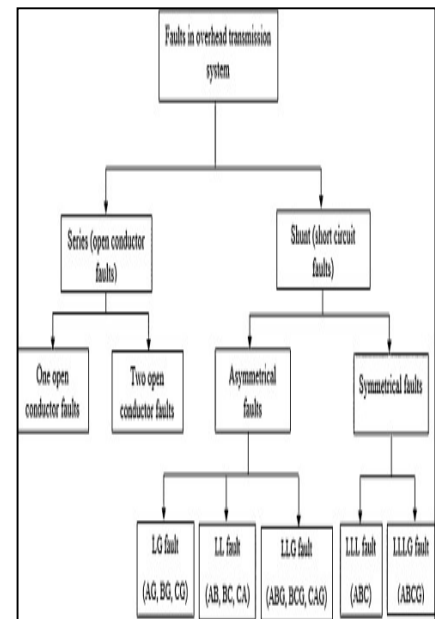 Faults in overhead transmission
system
Series (open conductor
faults)
Shunt (short circuit
faults)
One open
conductor faults
Two open
conductor faults
Asymmetrical
faults
Symmetrical faults
LG fault
(AG, BG, CG)
LL fault
(AB, BC, CA)
LLG fault
(ABG, BCG, CAG)
LLL fault
(ABC)
LLLG fault
(ABCG)